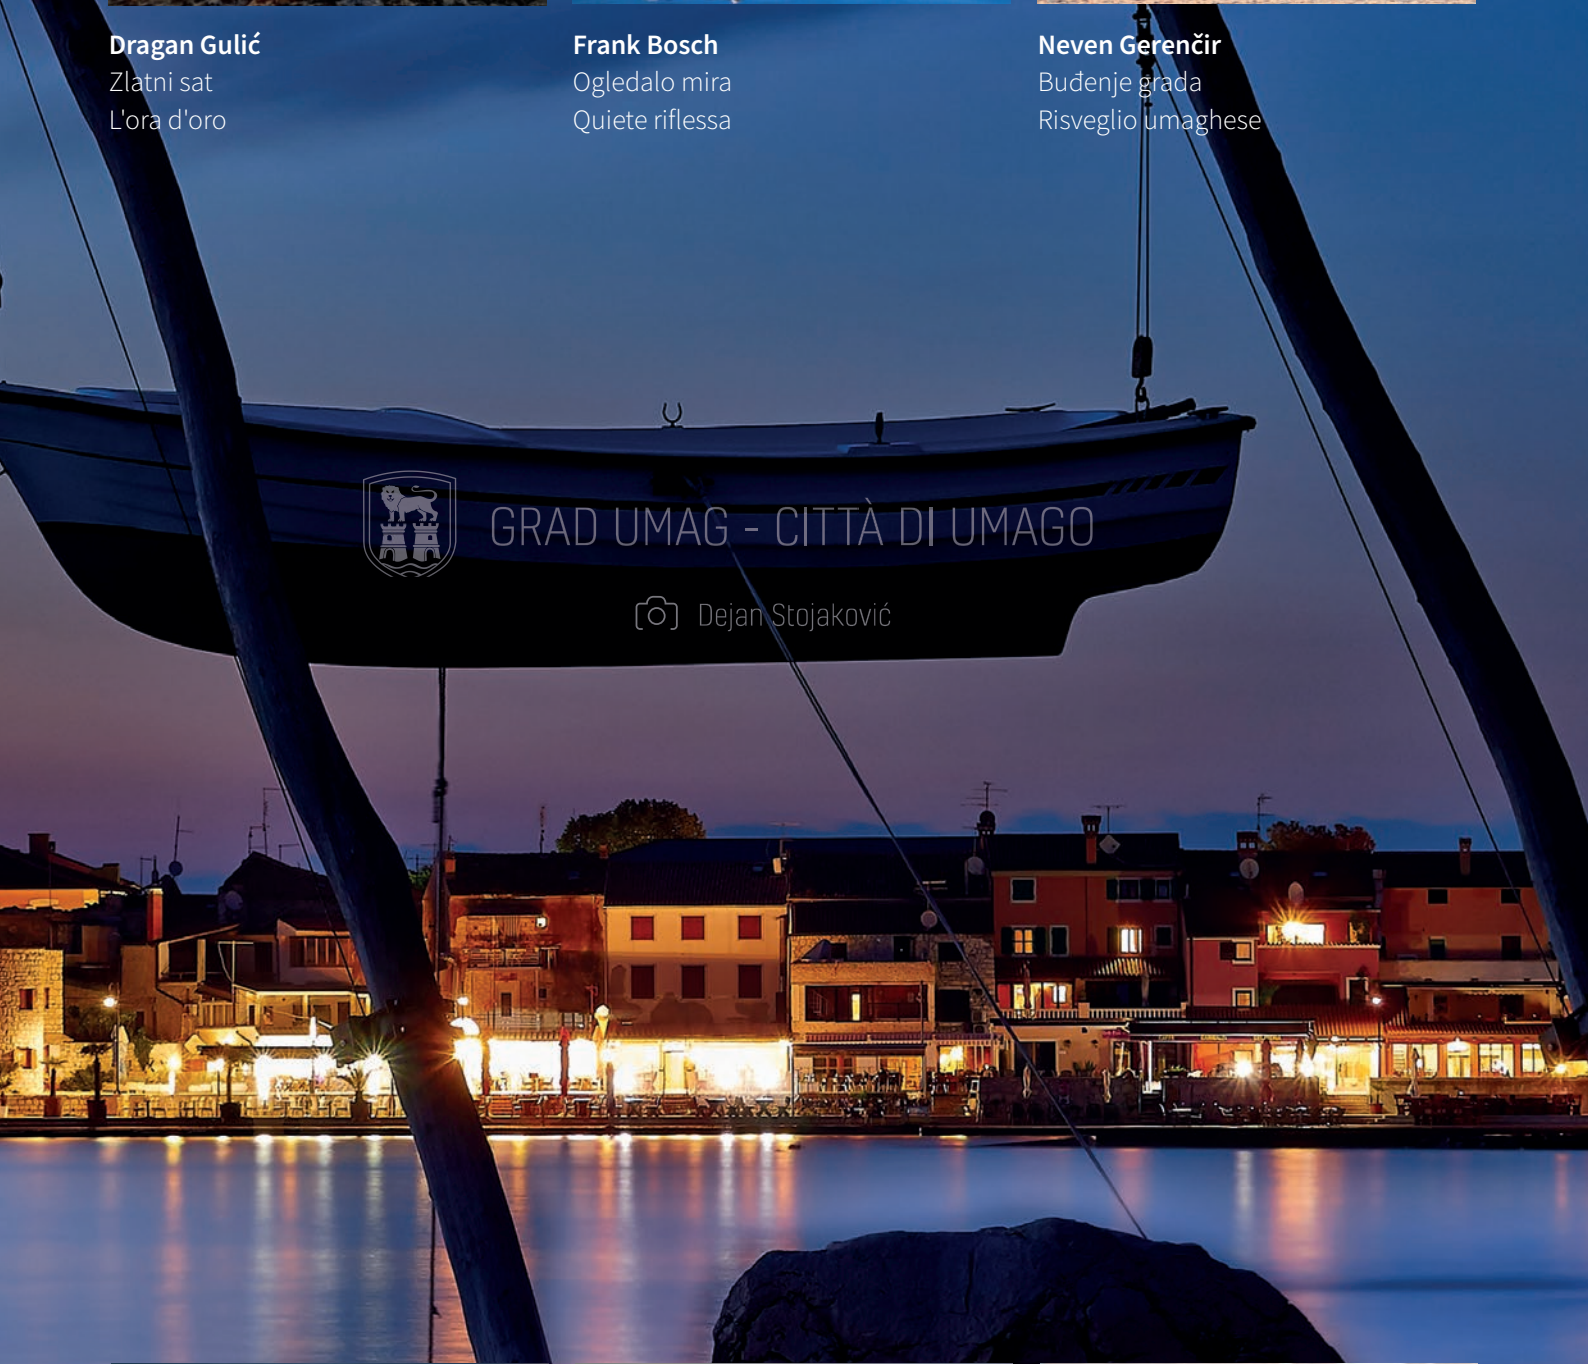 Dragan Gulić
Zlatni sat
L'ora d'oro
Frank Bosch
Ogledalo mira
Quiete riflessa
Neven Gerenčir
Buđenje grada
Risveglio umaghese
GRAD UMAG - CITTÀ DI UMAGO
Dejan Stojaković